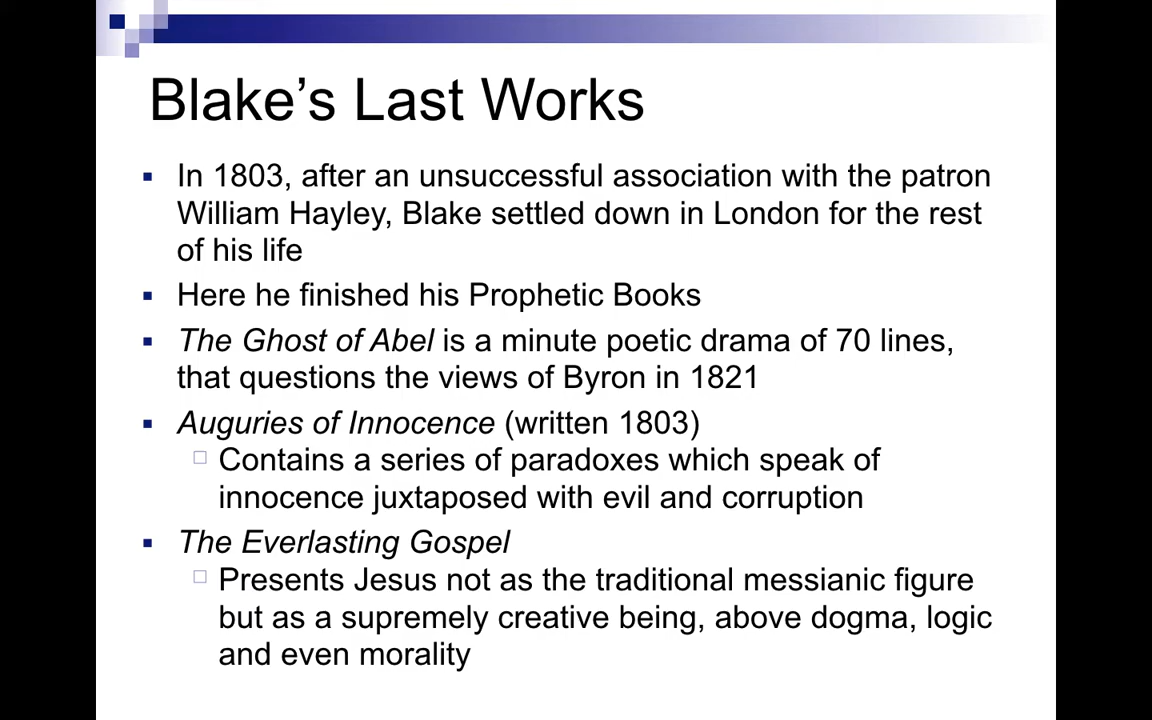 Blake’s Last Works
▪ In 1803, after an unsuccessful association with the patron
William Hayley, Blake settled down in London for the rest
of his life
▪ Here he finished his Prophetic Books
▪ The Ghost of Abel is a minute poetic drama of 70 lines,
that questions the views of Byron in 1821
▪ Auguries of Innocence (written 1803)
□ Contains a series of paradoxes which speak of
innocence juxtaposed with evil and corruption
▪ The Everlasting Gospel
□ Presents Jesus not as the traditional messianic figure
but as a supremely creative being, above dogma, logic
and even morality